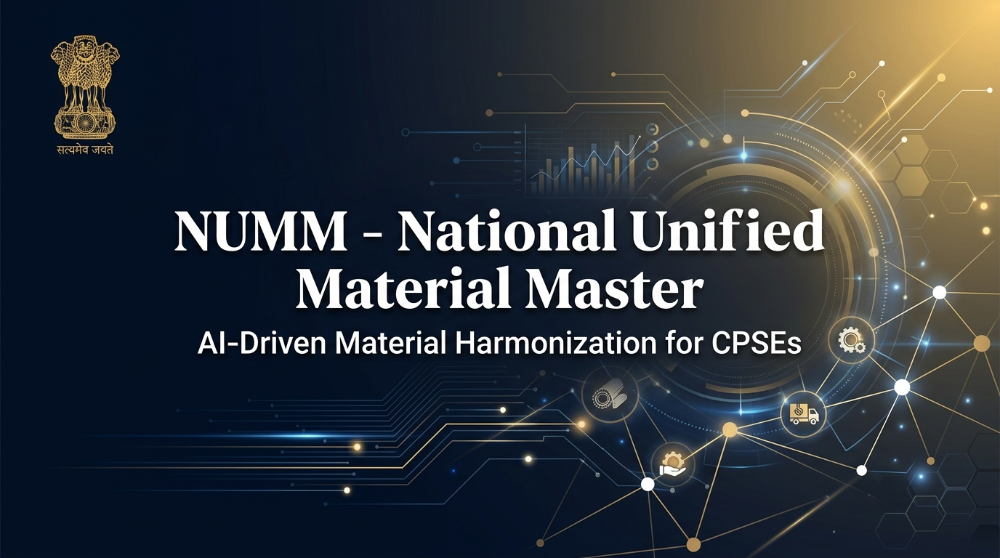 सत्यमेव जयते
NUMM – National Unified
Material Master
AI-Driven Material Harmonization for CPSEs